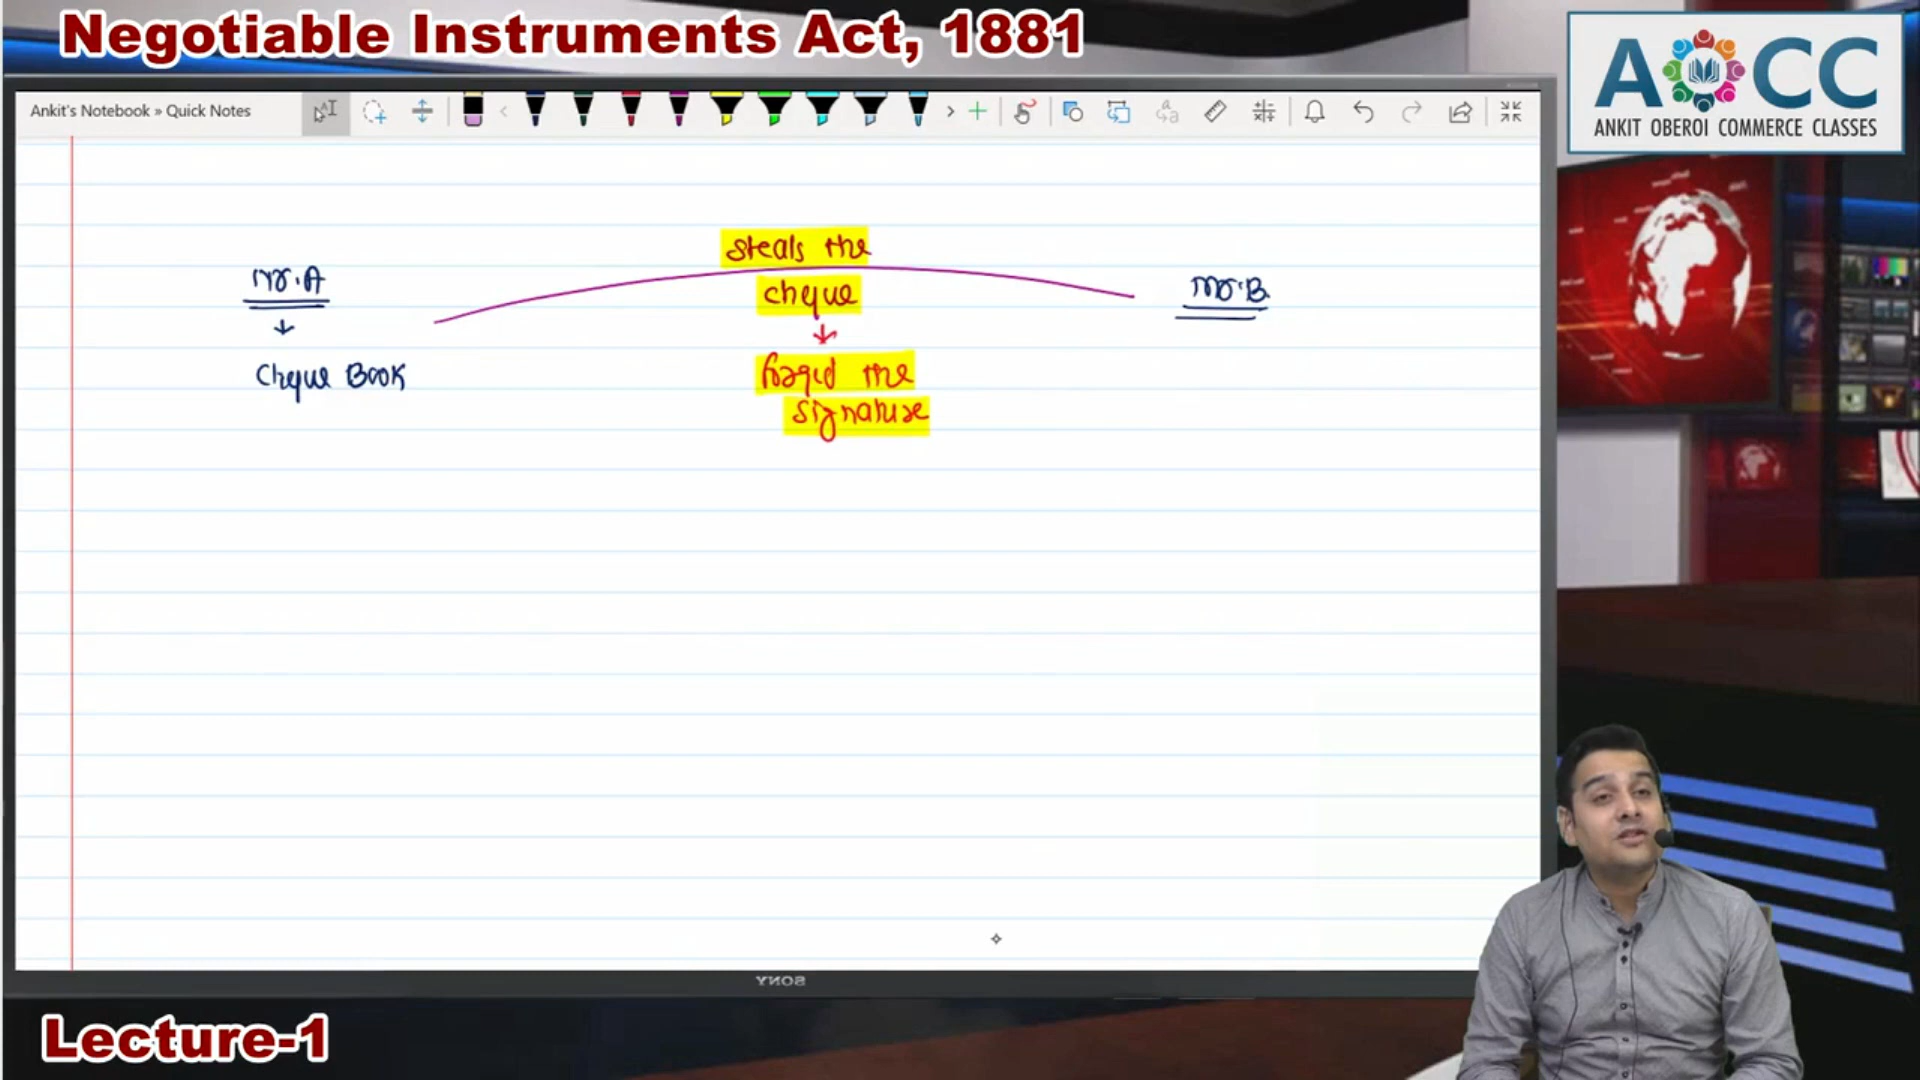 Negotiable Instruments Act, 1881
AOCC
ANKIT OBEROI COMMERCE CLASSES
Ankit's Notebook » Quick Notes
steals the
cheque
Mr. A
Mr. B
Cheque Book
forged the
signature
SONY
Lecture-1